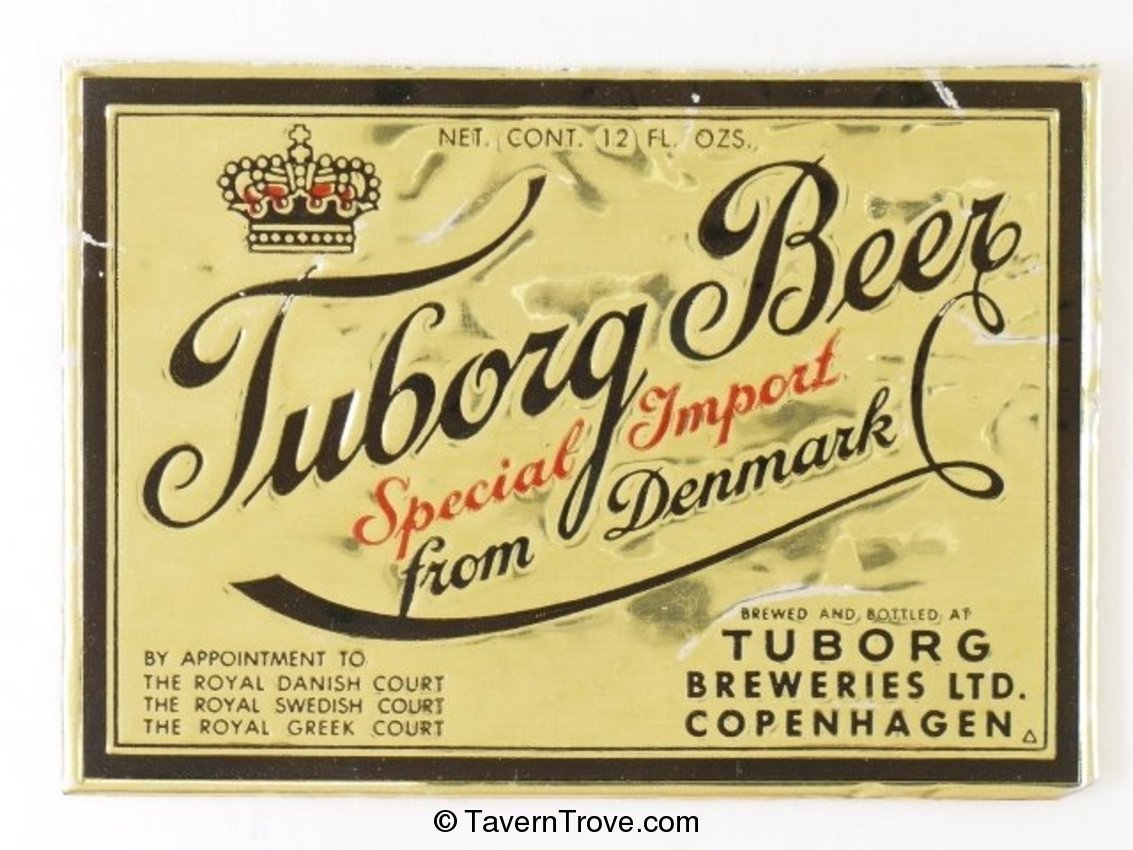 NET. CONT. 12 FL. OZS.
Tuborg Beer
Special Import
from Denmark
BY APPOINTMENT TO
THE ROYAL DANISH COURT
THE ROYAL SWEDISH COURT
THE ROYAL GREEK COURT
BREWED AND BOTTLED AT
TUBORG
BREWERIES LTD.
COPENHAGEN
© TavernTrove.com